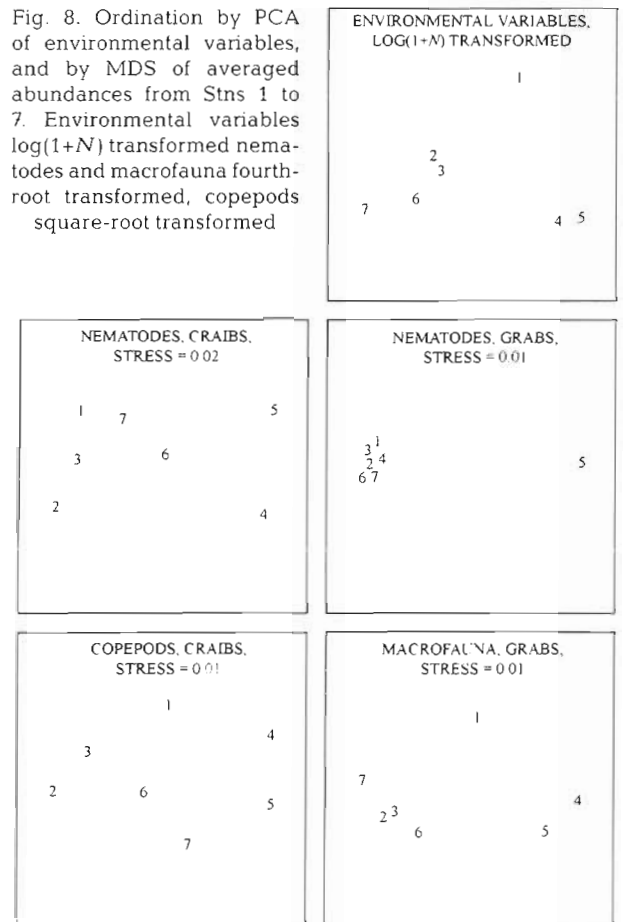 Fig. 8. Ordination by PCA
of environmental variables,
and by MDS of averaged
abundances from Stns 1 to
7. Environmental variables
log(1+N) transformed nema-
todes and macrofauna fourth-
root transformed, copepods
square-root transformed
ENVIRONMENTAL VARIABLES,
LOG(1+N) TRANSFORMED
1
2
3
6
7
4 5
NEMATODES, CRAIBS,
STRESS = 0 02
1
7
5
3
6
2
4
NEMATODES, GRABS,
STRESS = 0.01
1
3
2 4
6 7
5
COPEPODS, CRAIBS,
STRESS = 0 01
1
4
3
2
6
5
7
MACROFAUNA, GRABS,
STRESS = 0 01
1
7
4
2 3
6
5